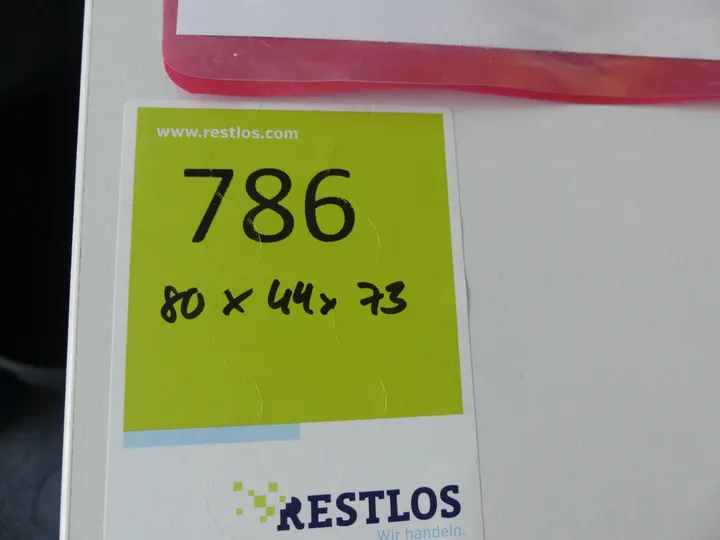 www.restlos.com
786
80 x 44 x 73
RESTLOS
Wir handeln.